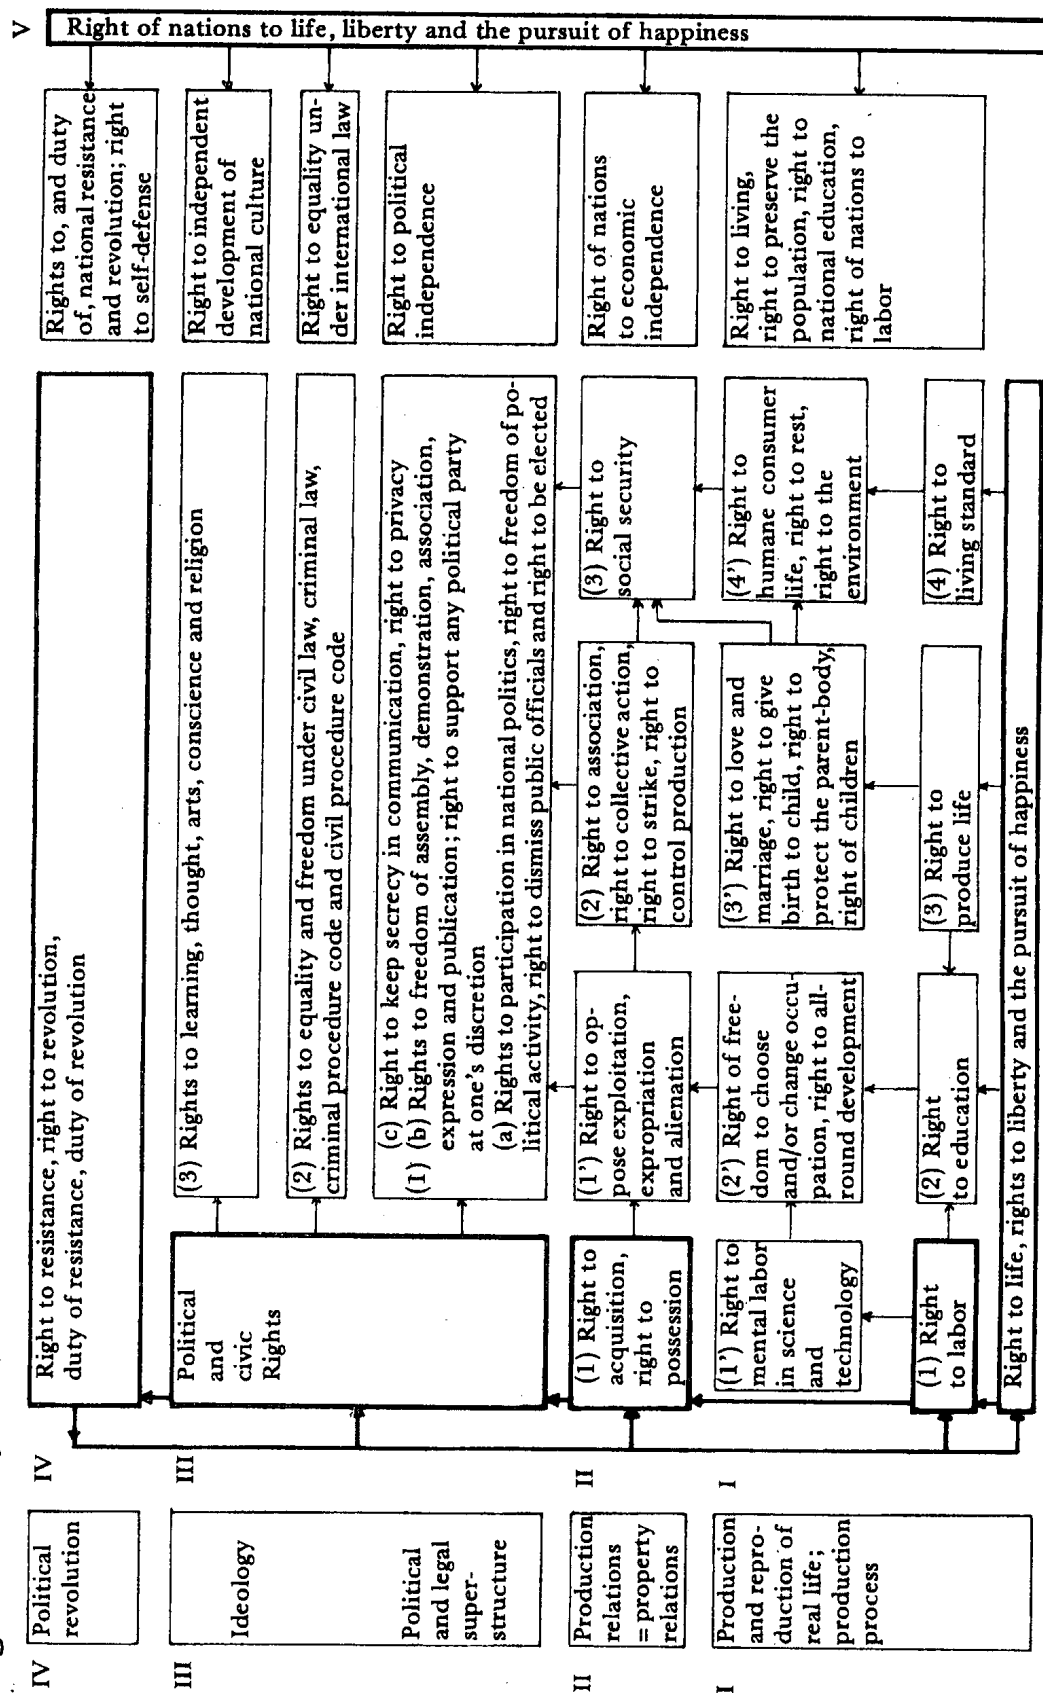 V
Right of nations to life, liberty and the pursuit of happiness
IV
Political
revolution
IV
Right to resistance, right to revolution,
duty of resistance, duty of revolution
Rights to, and duty
of, national resistance
and revolution; right
to self-defense
III
Ideology
Political
and legal
super-
structure
III
Political
and
civic
Rights
(3) Rights to learning, thought, arts, conscience and religion
Right to independent
development of
national culture
(2) Rights to equality and freedom under civil law, criminal law,
criminal procedure code and civil procedure code
Right to equality un-
der international law
(c) Right to keep secrecy in communication, right to privacy
(1) (b) Rights to freedom of assembly, demonstration, association,
expression and publication; right to support any political party
at one's discretion
(a) Rights to participation in national politics, right to freedom of po-
litical activity, right to dismiss public officials and right to be elected
Right to political
independence
II
Production
relations
= property
relations
II
(1) Right to
acquisition,
right to
possession
(1') Right to op-
pose exploitation,
expropriation
and alienation
(2) Right to association,
right to collective action,
right to strike, right to
control production
(3) Right to
social security
Right of nations
to economic
independence
I
Production
and repro-
duction of
real life;
production
process
I
(1') Right to
mental labor
in science
and
technology
(2') Right of free-
dom to choose
and/or change occu-
pation, right to all-
round development
(3') Right to love and
marriage, right to give
birth to child, right to
protect the parent-body,
right of children
(4') Right to
humane consumer
life, right to rest,
right to the
environment
Right to living,
right to preserve the
population, right to
national education,
right of nations to
labor
(1) Right
to labor
(2) Right
to education
(3) Right to
produce life
(4) Right to
living standard
Right to life, rights to liberty and the pursuit of happiness